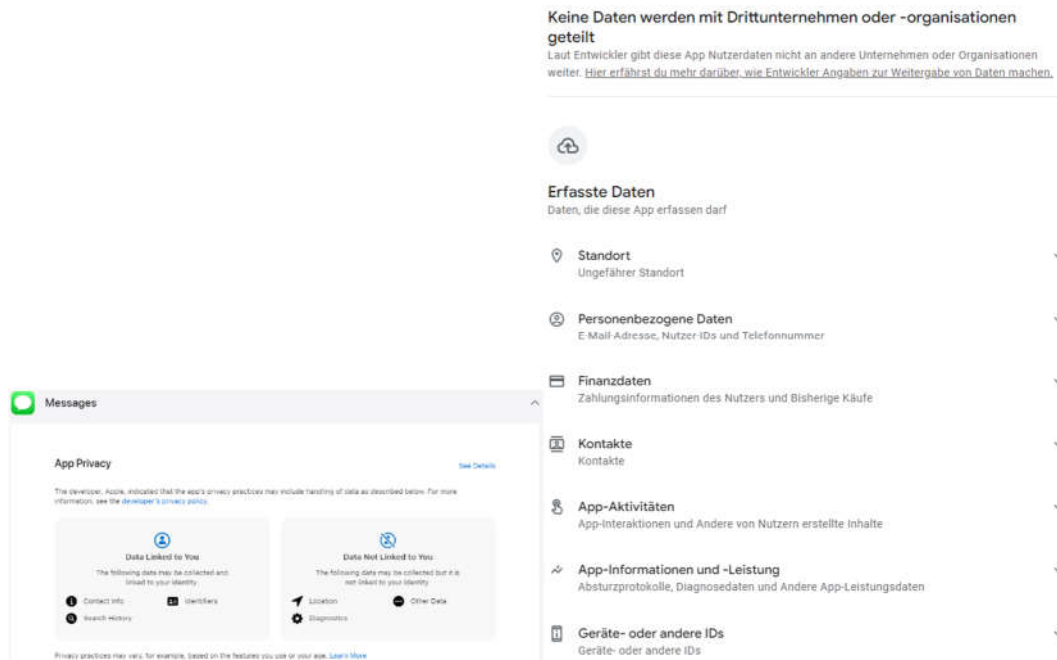 Keine Daten werden mit Drittunternehmen oder -organisationen
geteilt
Laut Entwickler gibt diese App Nutzerdaten nicht an andere Unternehmen oder Organisationen
weiter. Hier erfährst du mehr darüber, wie Entwickler Angaben zur Weitergabe von Daten machen.
Erfasste Daten
Daten, die diese App erfassen darf
Standort
Ungefährer Standort
Personenbezogene Daten
E-Mail-Adresse, Nutzer-IDs und Telefonnummer
Finanzdaten
Zahlungsinformationen des Nutzers und Bisherige Käufe
Kontakte
Kontakte
App-Aktivitäten
App-Interaktionen und Andere von Nutzern erstellte Inhalte
App-Informationen und -Leistung
Absturzprotokolle, Diagnosedaten und Andere App-Leistungsdaten
Geräte- oder andere IDs
Geräte- oder andere IDs
Messages
App Privacy
See Details
The developer, Apple, indicated that the app's privacy practices may include handling of data as described below. For more
information, see the developer's privacy policy.
Data Linked to You
The following data may be collected and
linked to your identity:
Contact Info
Identifiers
Search History
Data Not Linked to You
The following data may be collected but it is
not linked to your identity:
Location
Other Data
Diagnostics
Privacy practices may vary, for example, based on the features you use or your age. Learn More